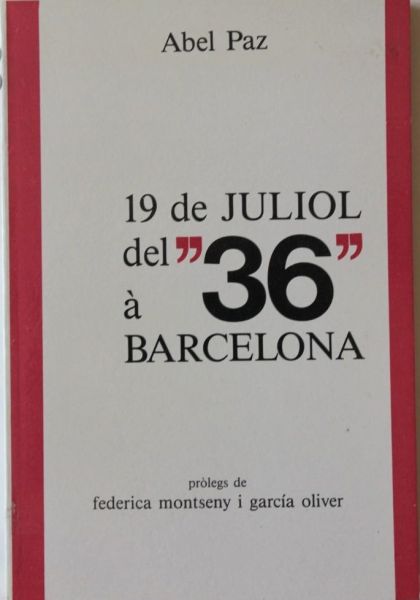 Abel Paz
19 de JULIOL
del "36"
à
BARCELONA
pròlegs de
federica montseny i garcía oliver